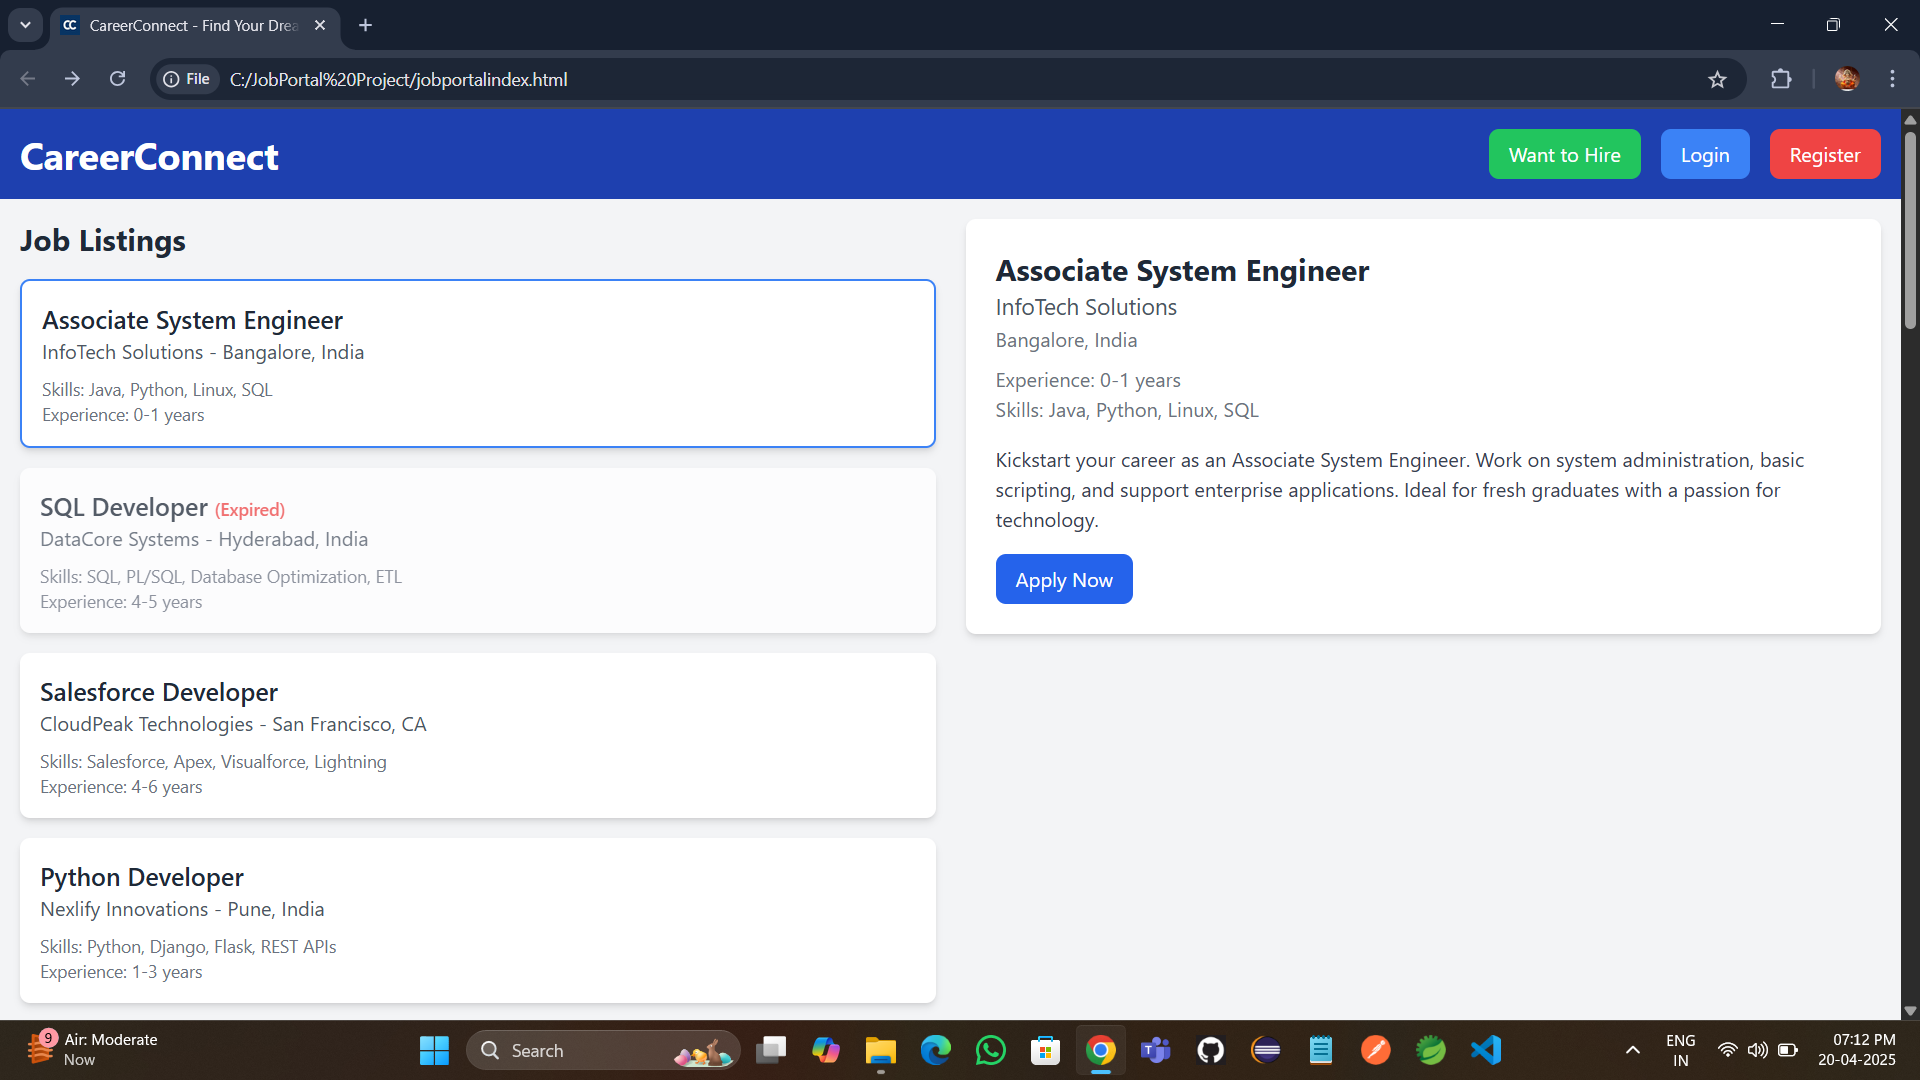 CC CareerConnect - Find Your Drea
File C:/JobPortal%20Project/jobportalindex.html
CareerConnect
Want to Hire
Login
Register
Job Listings
Associate System Engineer
InfoTech Solutions - Bangalore, India
Skills: Java, Python, Linux, SQL
Experience: 0-1 years
SQL Developer (Expired)
DataCore Systems - Hyderabad, India
Skills: SQL, PL/SQL, Database Optimization, ETL
Experience: 4-5 years
Salesforce Developer
CloudPeak Technologies - San Francisco, CA
Skills: Salesforce, Apex, Visualforce, Lightning
Experience: 4-6 years
Python Developer
Nexlify Innovations - Pune, India
Skills: Python, Django, Flask, REST APIs
Experience: 1-3 years
Associate System Engineer
InfoTech Solutions
Bangalore, India
Experience: 0-1 years
Skills: Java, Python, Linux, SQL
Kickstart your career as an Associate System Engineer. Work on system administration, basic
scripting, and support enterprise applications. Ideal for fresh graduates with a passion for
technology.
Apply Now
9
Air: Moderate
Now
Search
ENG
IN
07:12 PM
20-04-2025